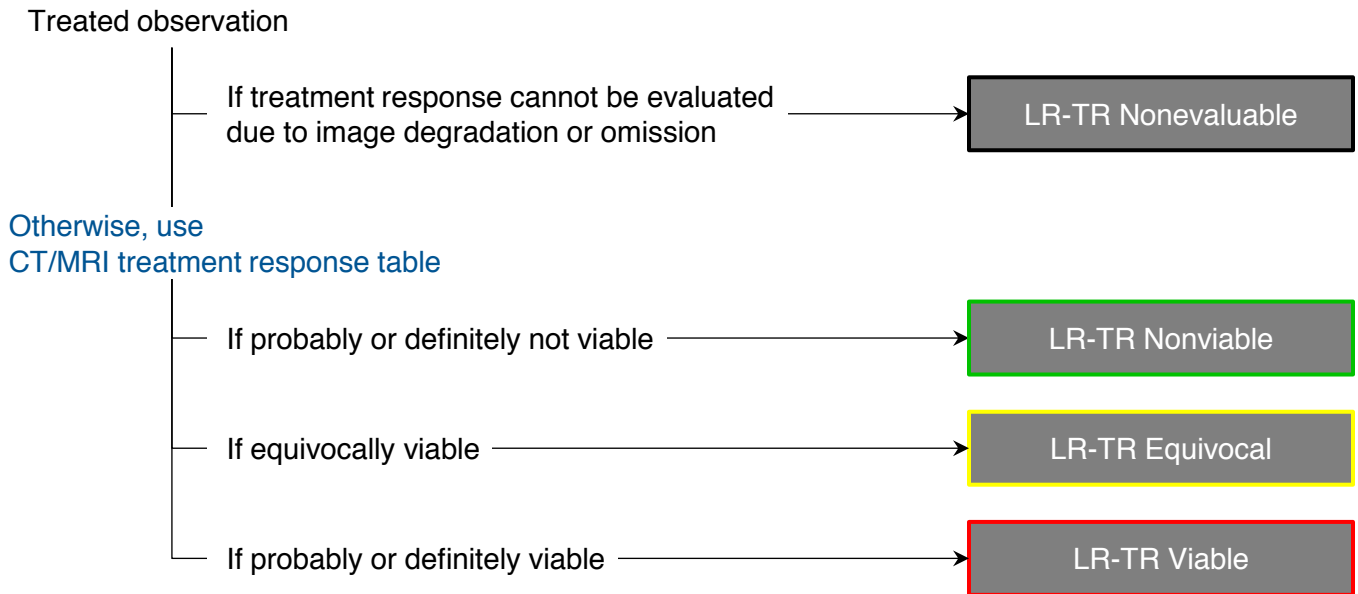 Treated observation
If treatment response cannot be evaluated
due to image degradation or omission
LR-TR Nonevaluable
Otherwise, use
CT/MRI treatment response table
If probably or definitely not viable
LR-TR Nonviable
If equivocally viable
LR-TR Equivocal
If probably or definitely viable
LR-TR Viable